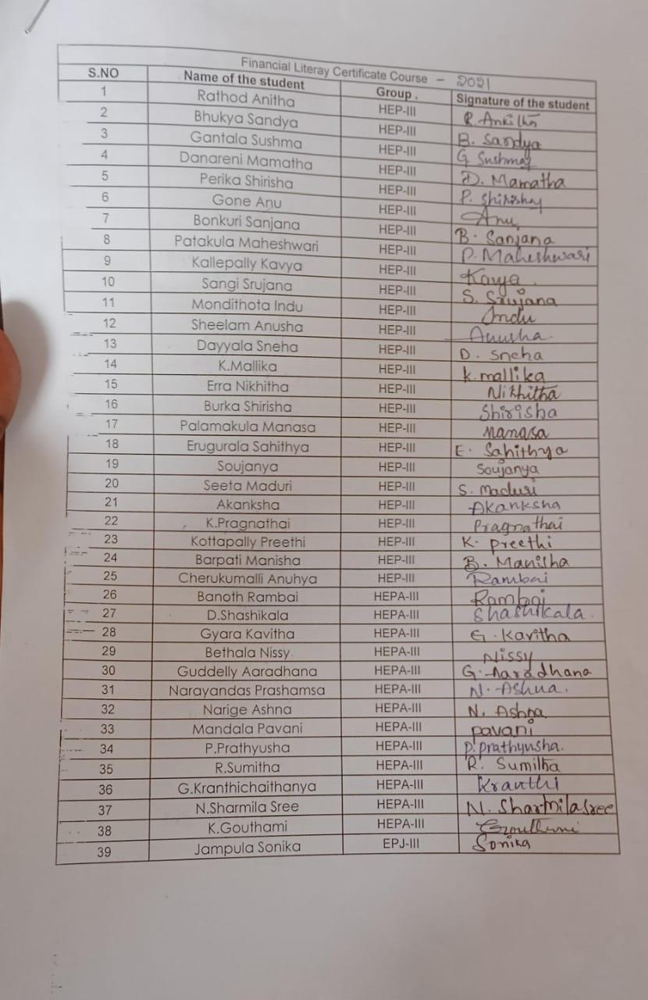 Financial Literay Certificate Course - 2021
S.NO Name of the student Group. Signature of the student
1 Rathod Anitha HEP-III R. Ankitha
2 Bhukya Sandya HEP-III B. Sandya
3 Gantala Sushma HEP-III G Sushma
4 Danareni Mamatha HEP-III D. Mamatha
5 Perika Shirisha HEP-III P. Shirisha
6 Gone Anu HEP-III Anu
7 Bonkuri Sanjana HEP-III B. Sanjana
8 Patakula Maheshwari HEP-III P. Maheshwari
9 Kallepally Kavya HEP-III Kavya.
10 Sangi Srujana HEP-III S. Srujana
11 Mondithota Indu HEP-III Indu
12 Sheelam Anusha HEP-III Anusha.
13 Dayyala Sneha HEP-III D. Sneha
14 K.Mallika HEP-III K. mallika
15 Erra Nikhitha HEP-III Nikhitha
16 Burka Shirisha HEP-III Shirisha
17 Palamakula Manasa HEP-III Manasa
18 Erugurala Sahithya HEP-III E. Sahithya
19 Soujanya HEP-III Soujanya
20 Seeta Maduri HEP-III S. Maduri
21 Akanksha HEP-III Akanksha
22 K.Pragnathai HEP-III Pragnathai
23 Kottapally Preethi HEP-III K. preethi
24 Barpati Manisha HEP-III B. Manisha
25 Cherukumalli Anuhya HEP-III Rambai
26 Banoth Rambai HEPA-III Rambai
27 D.Shashikala HEPA-III Shashikala.
28 Gyara Kavitha HEPA-III G. Kavitha
29 Bethala Nissy HEPA-III Nissy
30 Guddelly Aaradhana HEPA-III G. Aaradhana
31 Narayandas Prashamsa HEPA-III N. Ashna.
32 Narige Ashna HEPA-III N. Ashna
33 Mandala Pavani HEPA-III pavani
34 P.Prathyusha HEPA-III P. prathyusha.
35 R.Sumitha HEPA-III R. Sumitha
36 G.Kranthichaithanya HEPA-III Kranthi
37 N.Sharmila Sree HEPA-III N. Sharmilasree
38 K.Gouthami HEPA-III Gouthami
39 Jampula Sonika EPJ-III Sonika